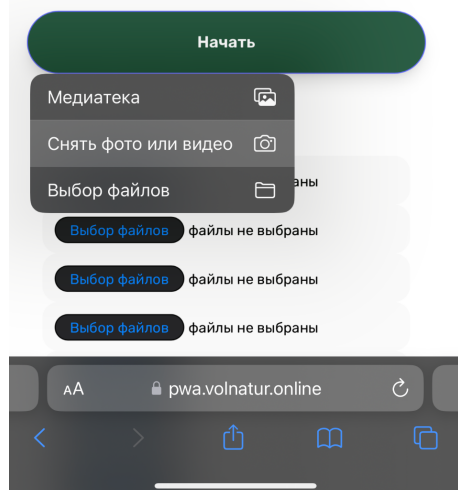 Начать
Медиатека
Снять фото или видео
Выбор файлов
аны
Выбор файлов файлы не выбраны
Выбор файлов файлы не выбраны
Выбор файлов файлы не выбраны
AA pwa.volnatur.online